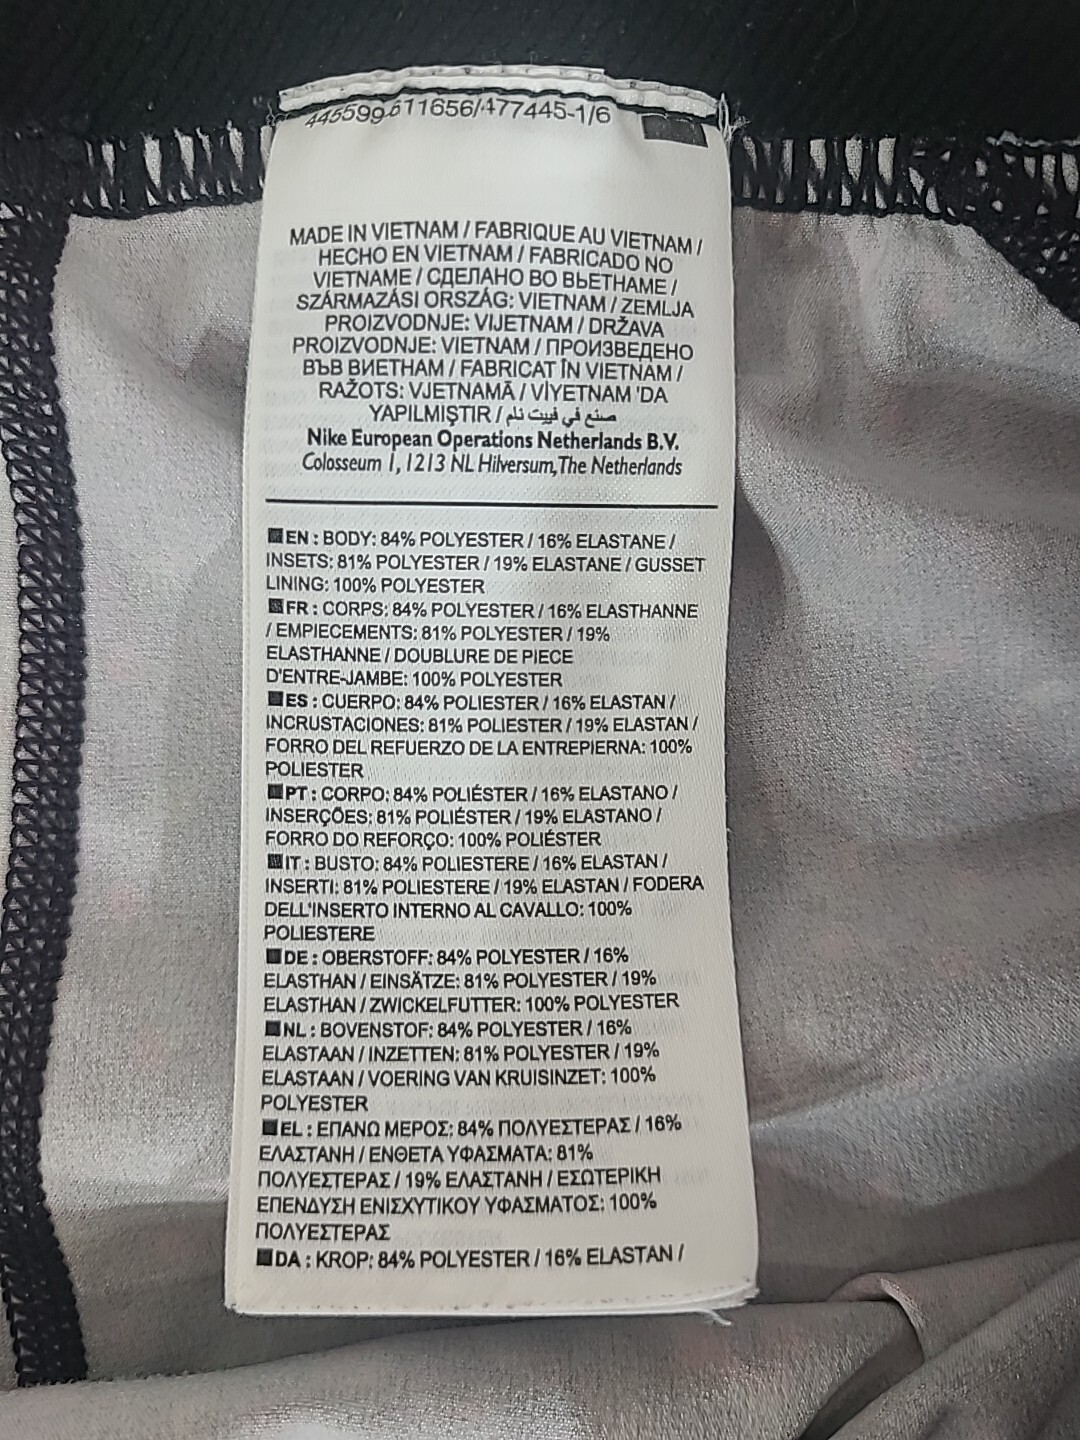 445599 611656/477445-1/6
MADE IN VIETNAM / FABRIQUE AU VIETNAM /
HECHO EN VIETNAM / FABRICADO NO
VIETNAME / СДЕЛАНО ВО ВЬЕТНАМЕ /
SZÁRMAZÁSI ORSZÁG: VIETNAM / ZEMLJA
PROIZVODNJE: VIJETNAM / DRŽAVA
PROIZVODNJE: VIETNAM / ПРОИЗВЕДЕНО
ВЪВ ВИЕТНАМ / FABRICAT ÎN VIETNAM /
RAŽOTS: VJETNAMĀ / VİYETNAM 'DA
YAPILMIŞTIR / صنع في فييت نام
Nike European Operations Netherlands B.V.
Colosseum 1, 1213 NL Hilversum, The Netherlands
EN : BODY: 84% POLYESTER / 16% ELASTANE /
INSETS: 81% POLYESTER / 19% ELASTANE / GUSSET
LINING: 100% POLYESTER
FR : CORPS: 84% POLYESTER / 16% ELASTHANNE
/ EMPIECEMENTS: 81% POLYESTER / 19%
ELASTHANNE / DOUBLURE DE PIECE
D'ENTRE-JAMBE: 100% POLYESTER
ES : CUERPO: 84% POLIESTER / 16% ELASTAN /
INCRUSTACIONES: 81% POLIESTER / 19% ELASTAN /
FORRO DEL REFUERZO DE LA ENTREPIERNA: 100%
POLIESTER
PT : CORPO: 84% POLIÉSTER / 16% ELASTANO /
INSERÇÕES: 81% POLIÉSTER / 19% ELASTANO /
FORRO DO REFORÇO: 100% POLIÉSTER
IT : BUSTO: 84% POLIESTERE / 16% ELASTAN /
INSERTI: 81% POLIESTERE / 19% ELASTAN / FODERA
DELL'INSERTO INTERNO AL CAVALLO: 100%
POLIESTERE
DE : OBERSTOFF: 84% POLYESTER / 16%
ELASTHAN / EINSÄTZE: 81% POLYESTER / 19%
ELASTHAN / ZWICKELFUTTER: 100% POLYESTER
NL : BOVENSTOF: 84% POLYESTER / 16%
ELASTAAN / INZETTEN: 81% POLYESTER / 19%
ELASTAAN / VOERING VAN KRUISINZET: 100%
POLYESTER
EL : ΕΠΑΝΩ ΜΕΡΟΣ: 84% ΠΟΛΥΕΣΤΕΡΑΣ / 16%
ΕΛΑΣΤΑΝΗ / ΕΝΘΕΤΑ ΥΦΑΣΜΑΤΑ: 81%
ΠΟΛΥΕΣΤΕΡΑΣ / 19% ΕΛΑΣΤΑΝΗ / ΕΣΩΤΕΡΙΚΗ
ΕΠΕΝΔΥΣΗ ΕΝΙΣΧΥΤΙΚΟΥ ΥΦΑΣΜΑΤΟΣ: 100%
ΠΟΛΥΕΣΤΕΡΑΣ
DA : KROP: 84% POLYESTER / 16% ELASTAN /